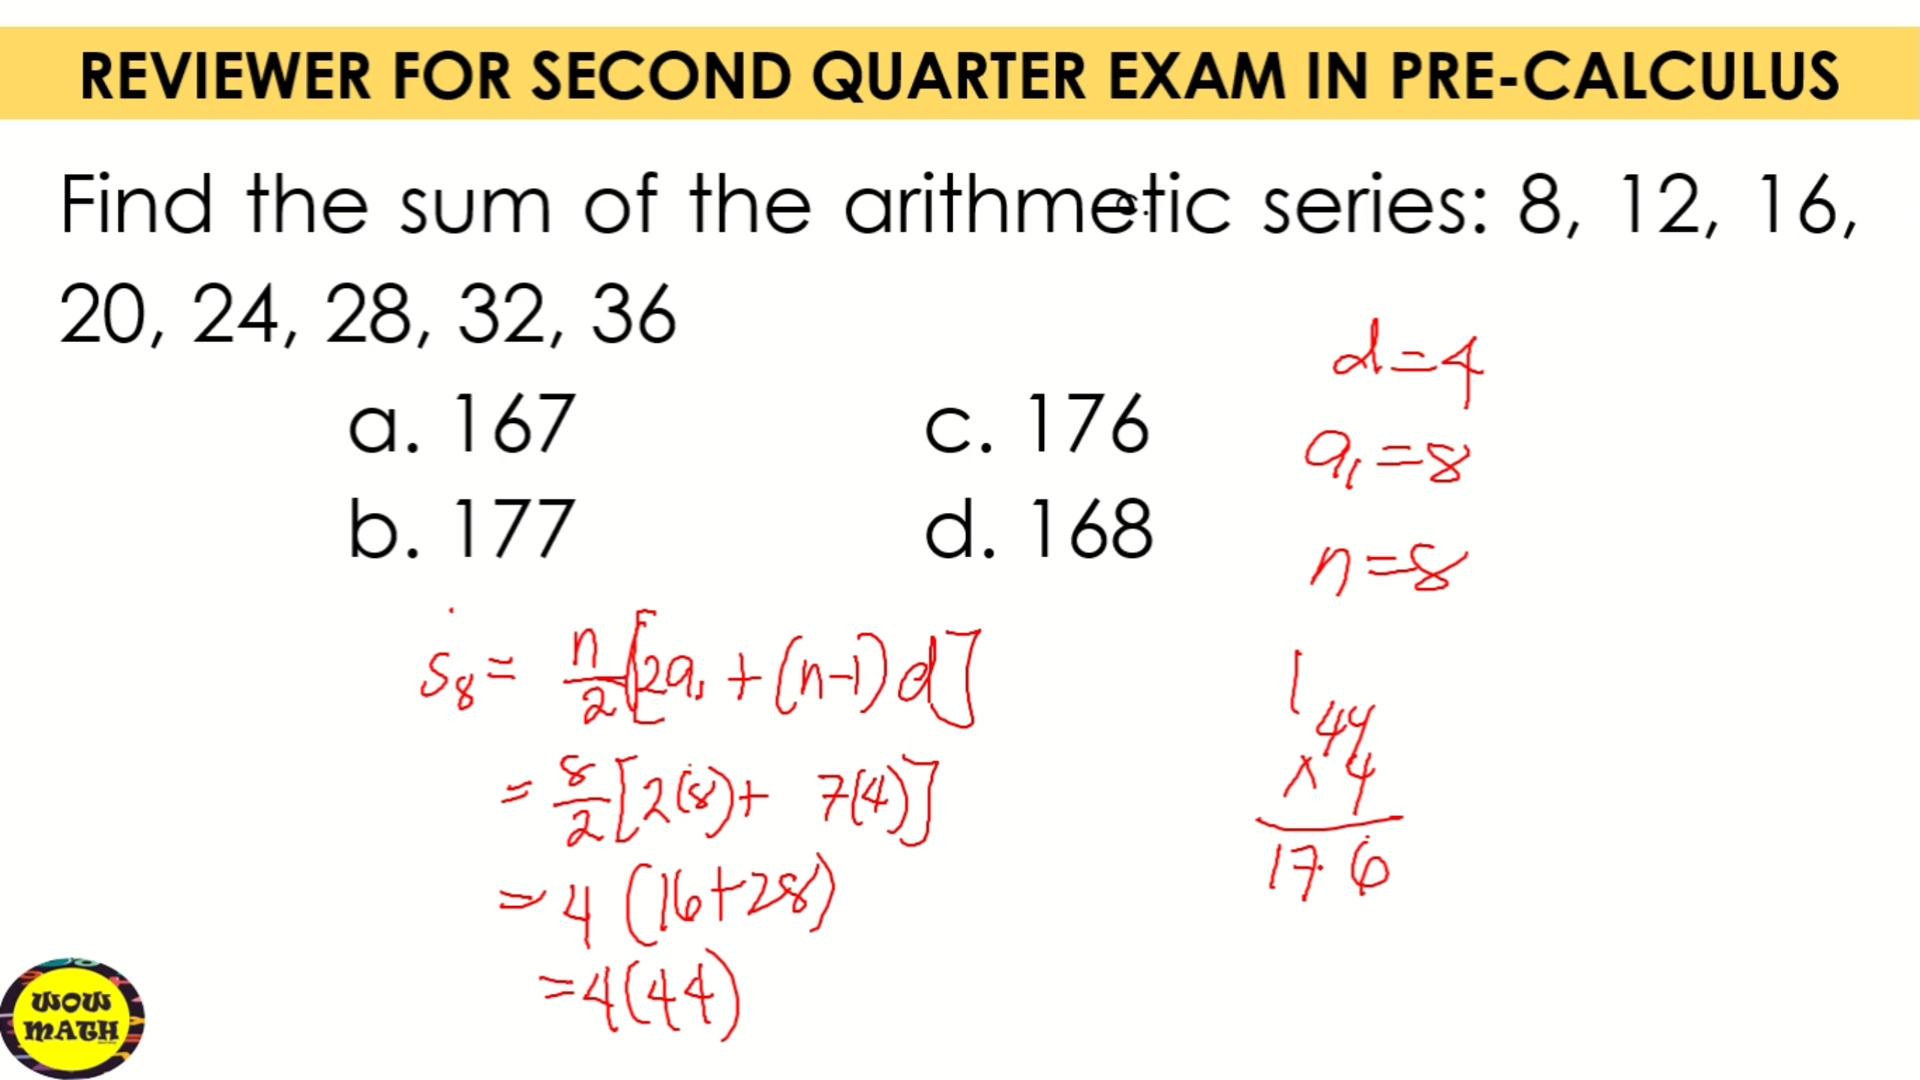 REVIEWER FOR SECOND QUARTER EXAM IN PRE-CALCULUS
Find the sum of the arithmetic series: 8, 12, 16,
20, 24, 28, 32, 36
a. 167
c. 176
b. 177
d. 168
d=4
a₁=8
n=8
S₈ = n/2 [2a₁ + (n-1) d]
= 8/2 [2(8) + 7(4)]
= 4 (16+28)
= 4(44)
1
44
x 4
176
WOW
MATH